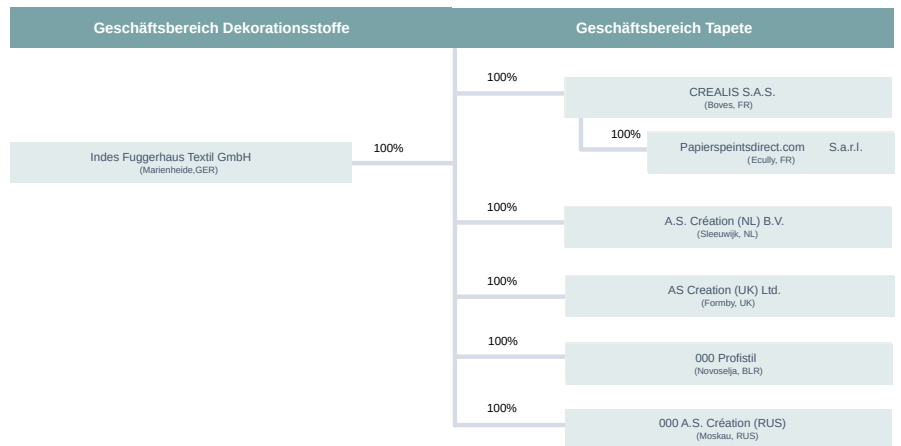 Geschäftsbereich Dekorationsstoffe
Geschäftsbereich Tapete
100%
CREALIS S.A.S.
(Boves, FR)
100%
Papierspeintsdirect.com S.a.r.l.
(Ecully, FR)
Indes Fuggerhaus Textil GmbH
(Marienheide,GER)
100%
100%
A.S. Création (NL) B.V.
(Sleeuwijk, NL)
100%
AS Creation (UK) Ltd.
(Formby, UK)
100%
000 Profistil
(Novoselja, BLR)
100%
000 A.S. Création (RUS)
(Moskau, RUS)